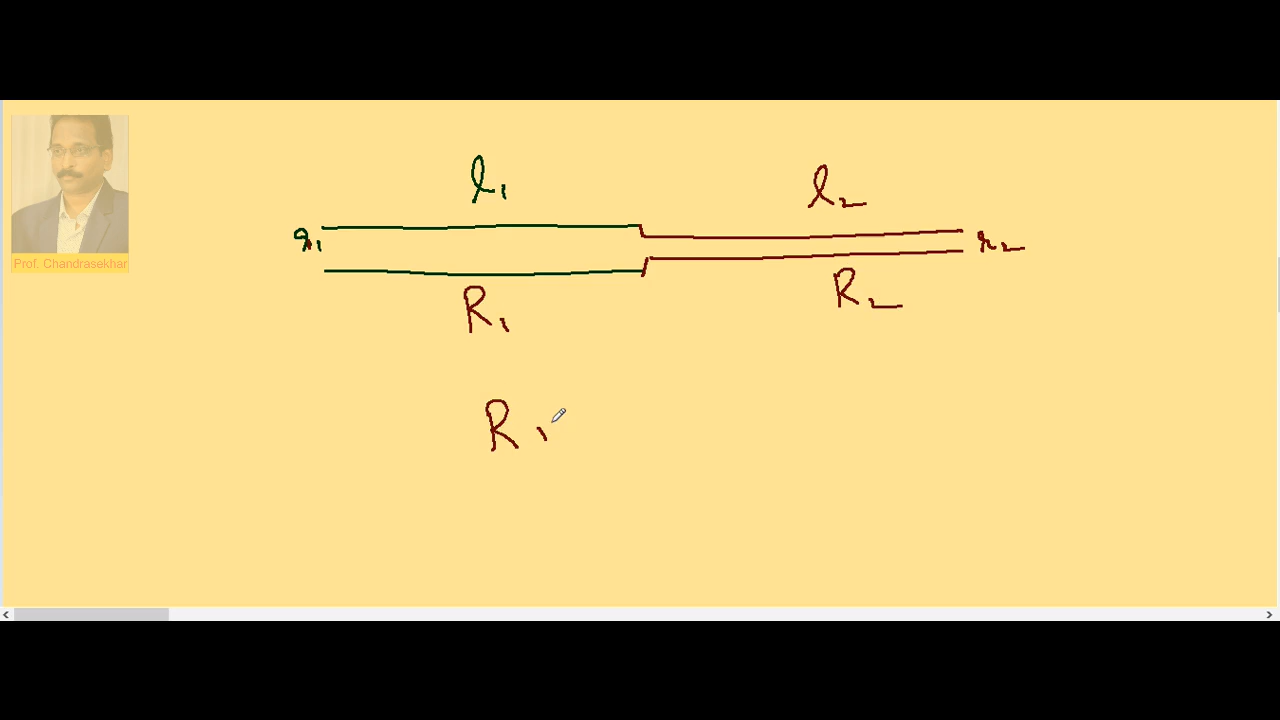 l₁ l₂
r₁ r₂
R₁ R₂
Prof. Chandrasekhar
R₁